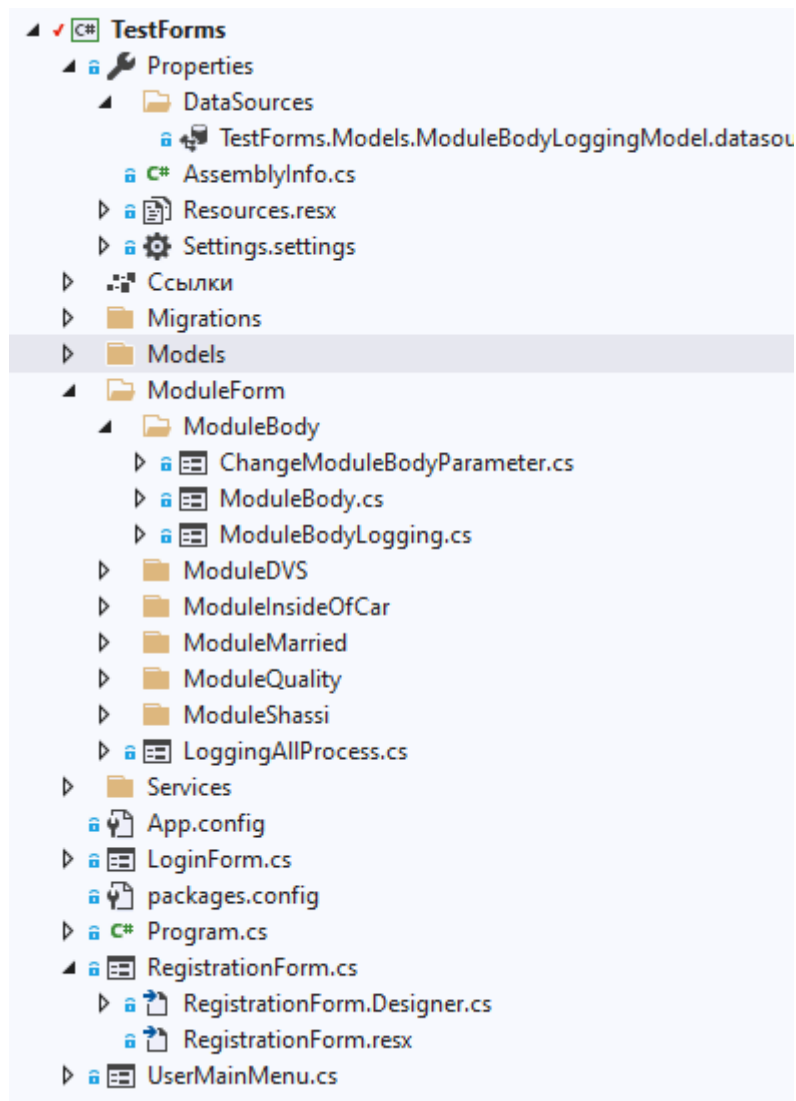 C# TestForms
Properties
DataSources
TestForms.Models.ModuleBodyLoggingModel.datasou
C# AssemblyInfo.cs
Resources.resx
Settings.settings
Ссылки
Migrations
Models
ModuleForm
ModuleBody
ChangeModuleBodyParameter.cs
ModuleBody.cs
ModuleBodyLogging.cs
ModuleDVS
ModuleInsideOfCar
ModuleMarried
ModuleQuality
ModuleShassi
LoggingAllProcess.cs
Services
App.config
LoginForm.cs
packages.config
C# Program.cs
RegistrationForm.cs
RegistrationForm.Designer.cs
RegistrationForm.resx
UserMainMenu.cs